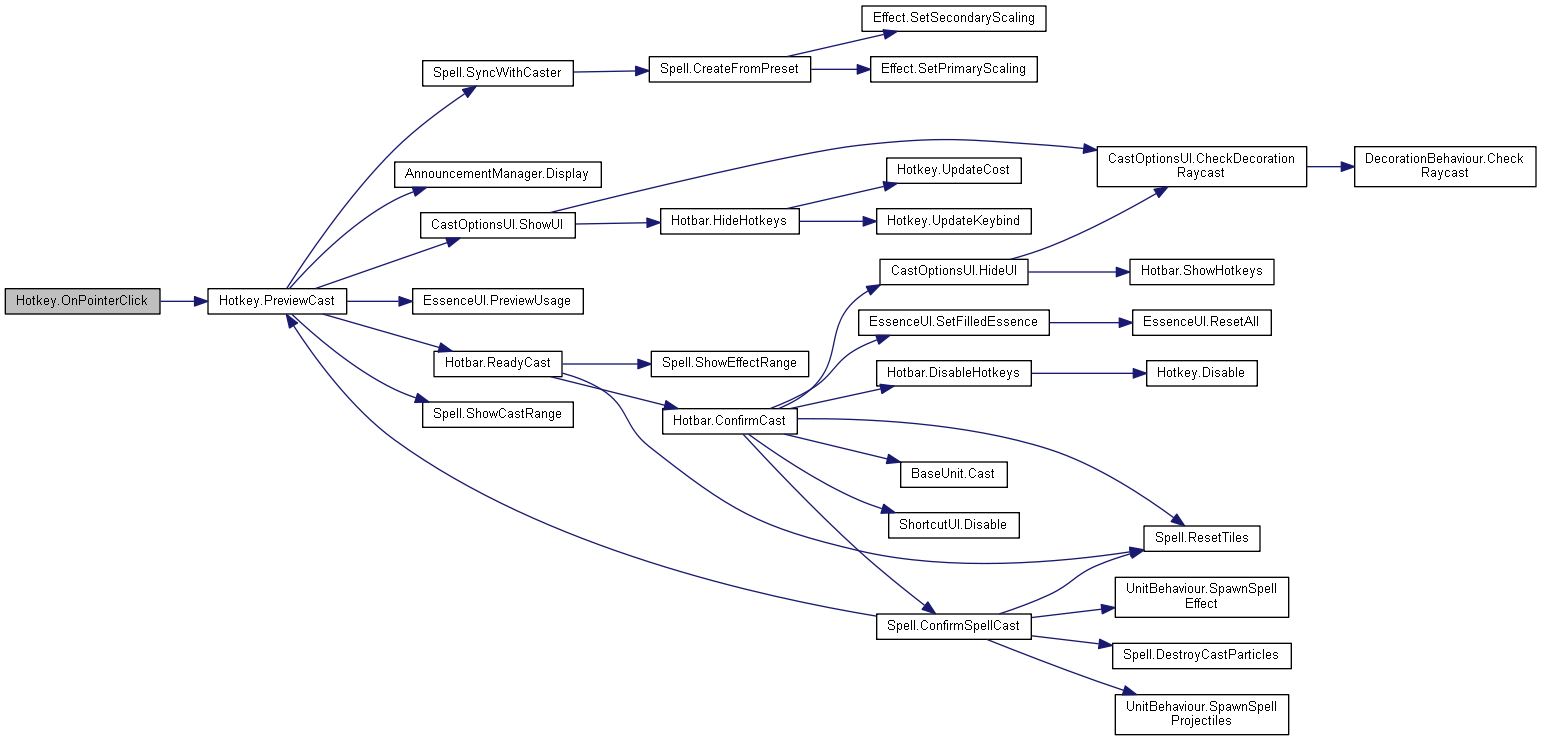 Effect.SetSecondaryScaling
Spell.SyncWithCaster
Spell.CreateFromPreset
Effect.SetPrimaryScaling
AnnouncementManager.Display
CastOptionsUI.CheckDecoration
Raycast
DecorationBehaviour.Check
Raycast
Hotkey.UpdateCost
CastOptionsUI.ShowUI
Hotbar.HideHotkeys
Hotkey.UpdateKeybind
CastOptionsUI.HideUI
Hotbar.ShowHotkeys
Hotkey.OnPointerClick
Hotkey.PreviewCast
EssenceUI.PreviewUsage
EssenceUI.SetFilledEssence
EssenceUI.ResetAll
Hotbar.ReadyCast
Spell.ShowEffectRange
Hotbar.DisableHotkeys
Hotkey.Disable
Spell.ShowCastRange
Hotbar.ConfirmCast
BaseUnit.Cast
ShortcutUI.Disable
Spell.ResetTiles
UnitBehaviour.SpawnSpell
Effect
Spell.ConfirmSpellCast
Spell.DestroyCastParticles
UnitBehaviour.SpawnSpell
Projectiles